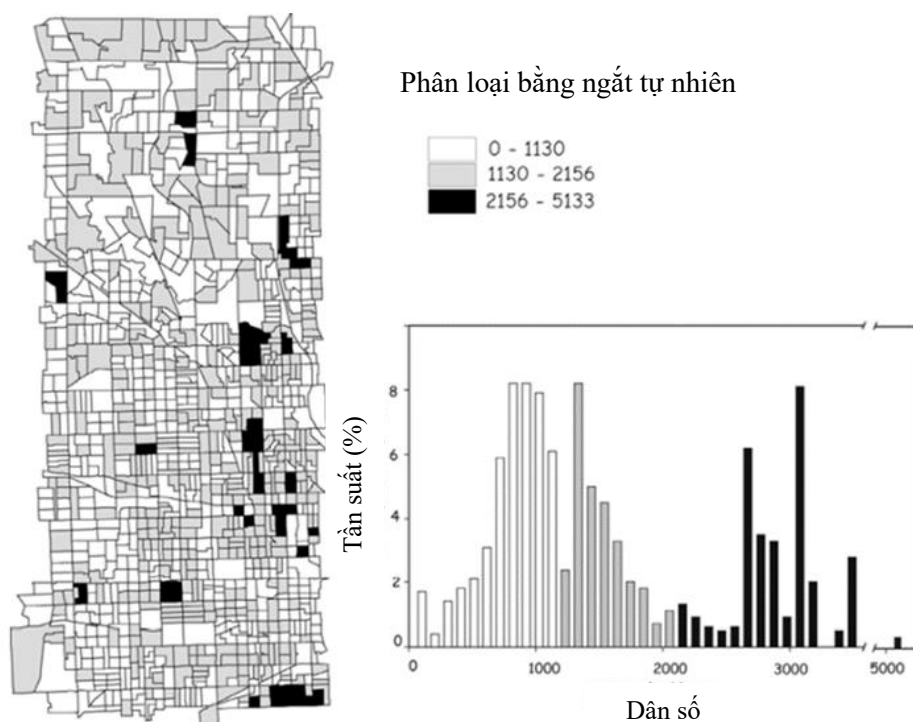 Phân loại bằng ngắt tự nhiên
0 - 1130
1130 - 2156
2156 - 5133
Tần suát (%)
8
6
4
2
0
0 1000 2000 3000 5000
Dân số